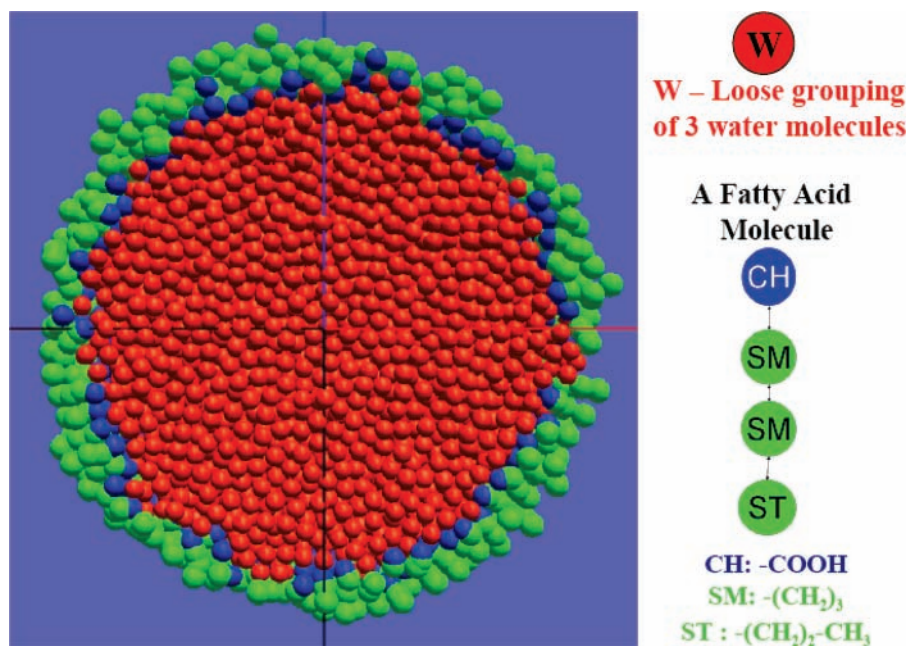 W
W – Loose grouping
of 3 water molecules
A Fatty Acid
Molecule
CH
SM
SM
ST
CH: -COOH
SM: -(CH₂)₃
ST : -(CH₂)₂-CH₃